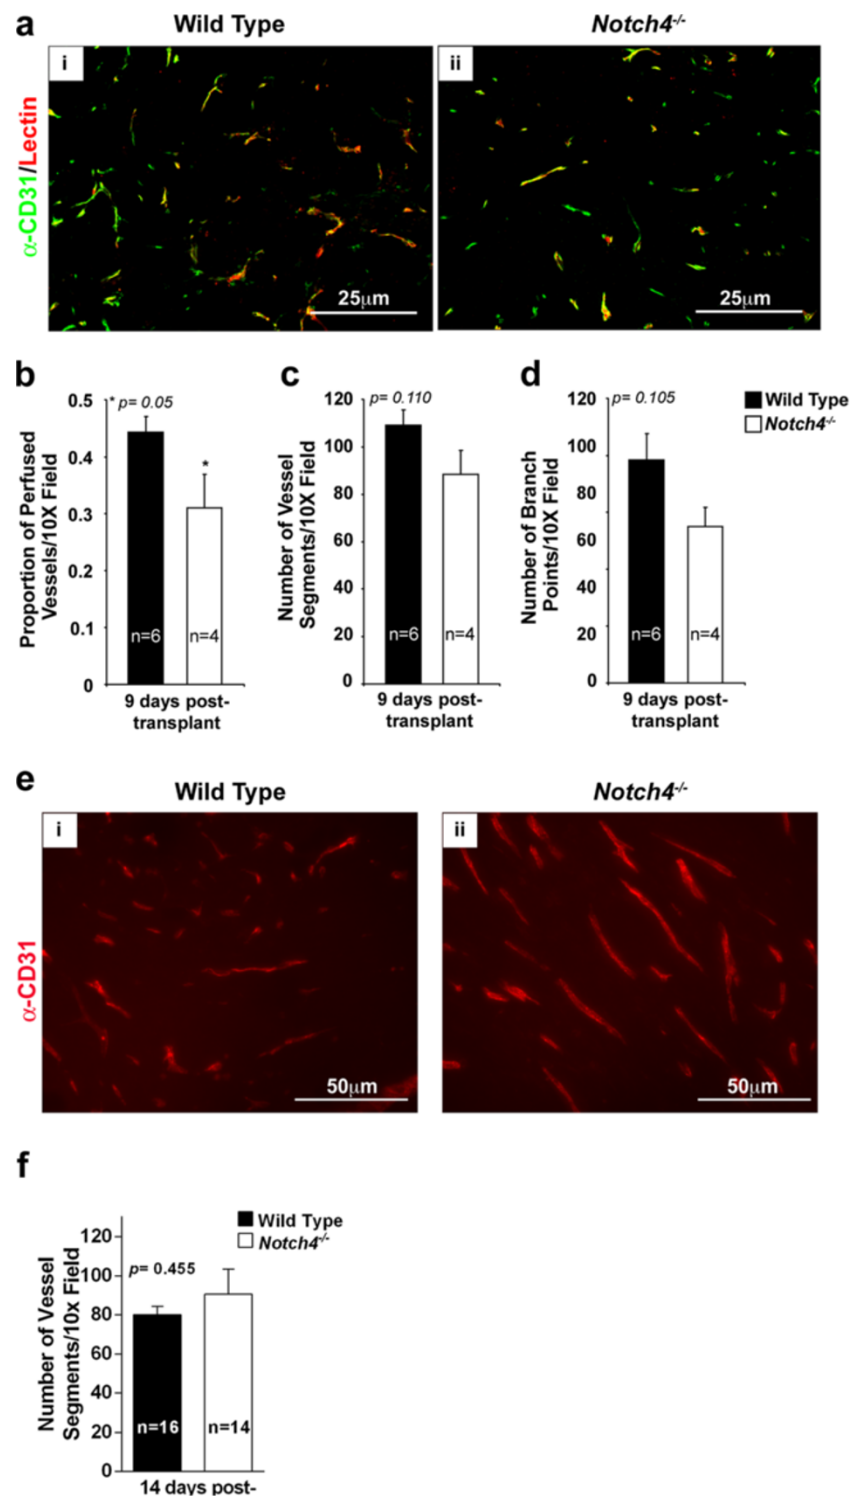 a
Wild Type
Notch4-/-
α-CD31/Lectin
i
ii
25μm
25μm
b
Proportion of Perfused
Vessels/10X Field
0.5
0.4
0.3
0.2
0.1
0
* p= 0.05
*
n=6
n=4
9 days post-
transplant
c
Number of Vessel
Segments/10X Field
120
100
80
60
40
20
0
p= 0.110
n=6
n=4
9 days post-
transplant
d
Number of Branch
Points/10X Field
120
100
80
60
40
20
0
p= 0.105
n=6
n=4
9 days post-
transplant
Wild Type
Notch4-/-
e
Wild Type
Notch4-/-
α-CD31
i
ii
50μm
50μm
f
Number of Vessel
Segments/10x Field
120
100
80
60
40
20
0
p= 0.455
Wild Type
Notch4-/-
n=16
n=14
14 days post-